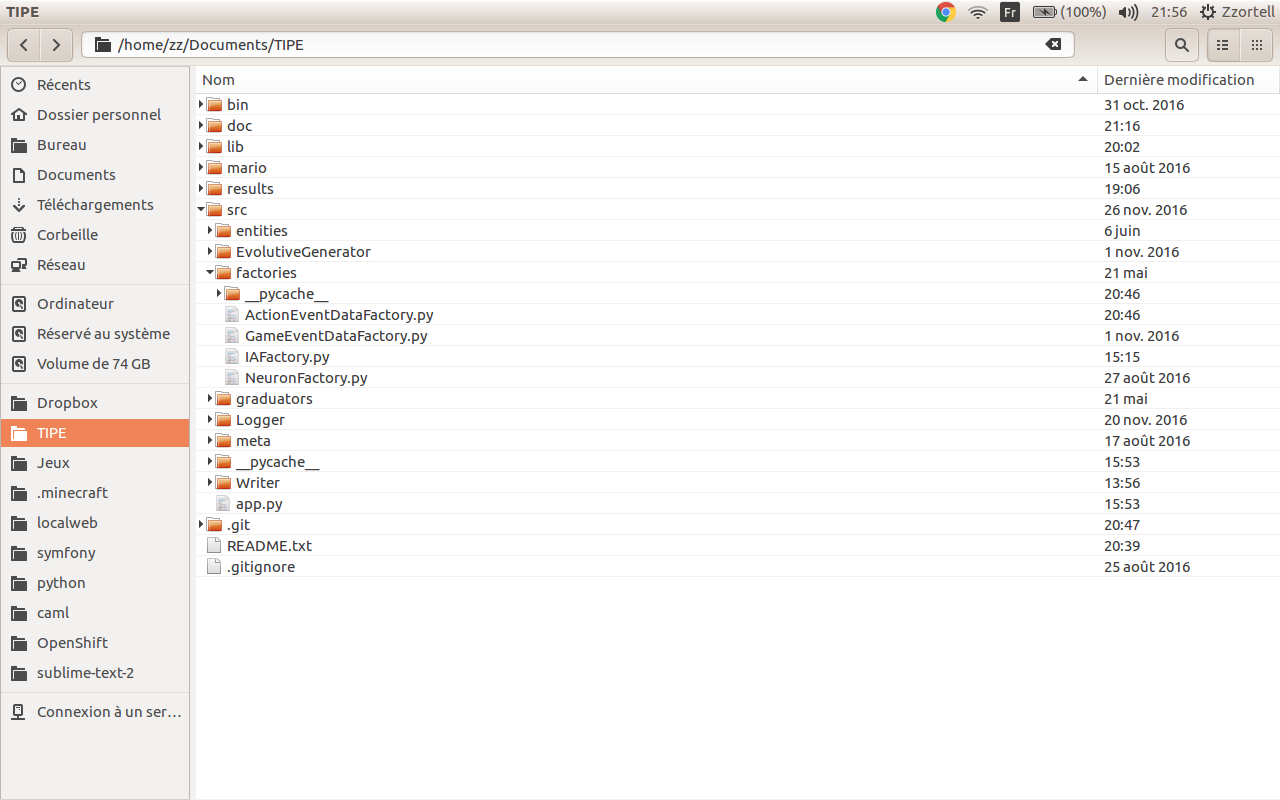 TIPE
Fr (100%) 21:56 Zzortell
/home/zz/Documents/TIPE
Récents
Dossier personnel
Bureau
Documents
Téléchargements
Corbeille
Réseau
Ordinateur
Réservé au système
Volume de 74 GB
Dropbox
TIPE
Jeux
.minecraft
localweb
symfony
python
caml
OpenShift
sublime-text-2
Connexion à un ser…
Nom Dernière modification
bin 31 oct. 2016
doc 21:16
lib 20:02
mario 15 août 2016
results 19:06
src 26 nov. 2016
entities 6 juin
EvolutiveGenerator 1 nov. 2016
factories 21 mai
__pycache__ 20:46
ActionEventDataFactory.py 20:46
GameEventDataFactory.py 1 nov. 2016
IAFactory.py 15:15
NeuronFactory.py 27 août 2016
graduators 21 mai
Logger 20 nov. 2016
meta 17 août 2016
__pycache__ 15:53
Writer 13:56
app.py 15:53
.git 20:47
README.txt 20:39
.gitignore 25 août 2016